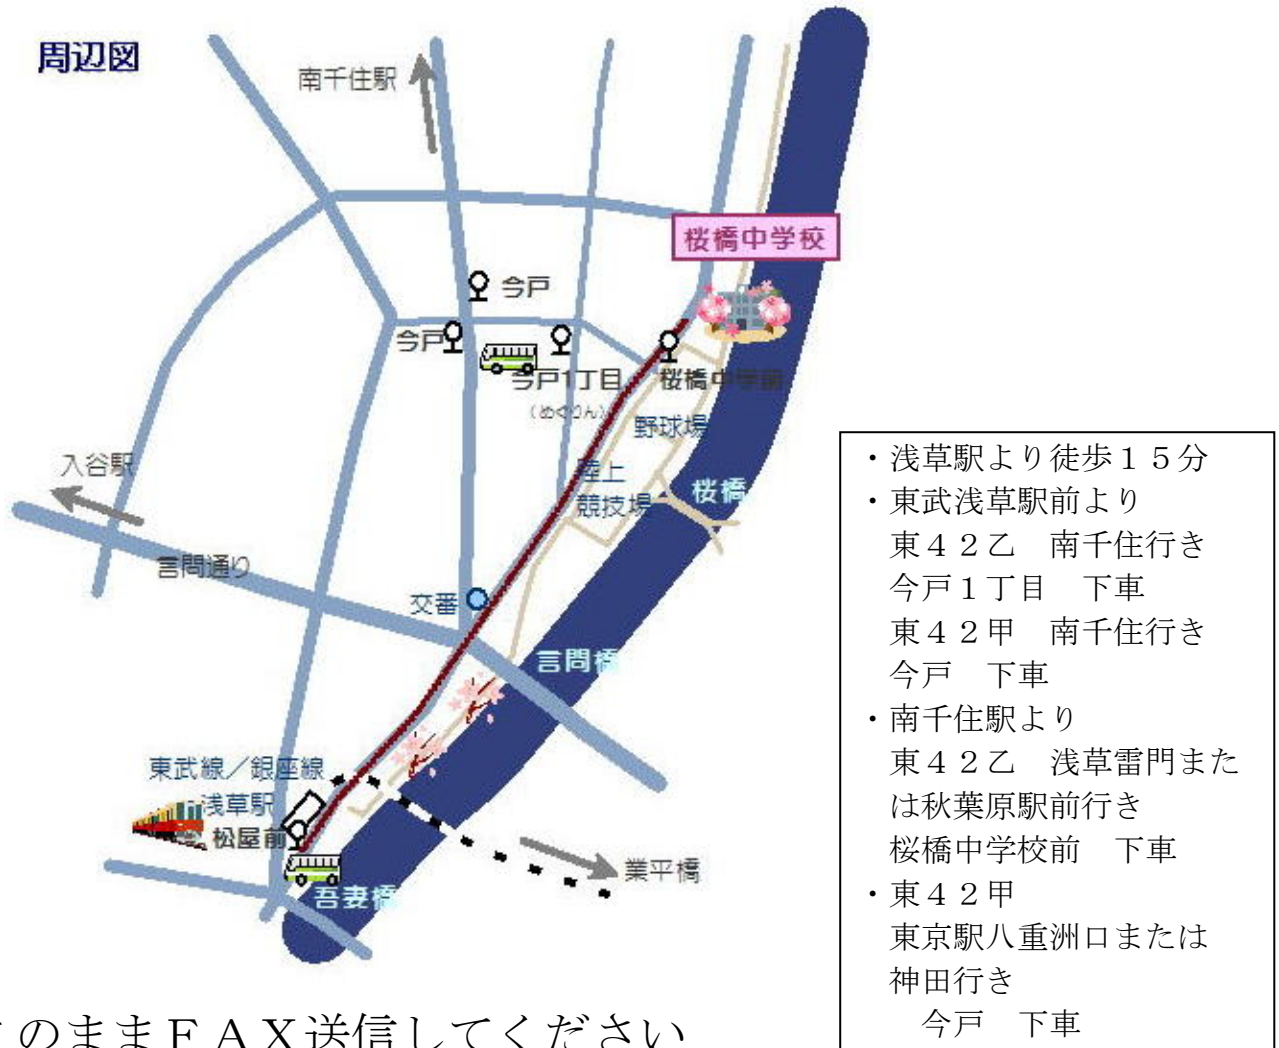 周辺図
南千住駅
桜橋中学校
今戸
今戸
今戸1丁目
(めぐりん)
桜橋中学前
野球場
陸上
競技場
桜橋
入谷駅
言問通り
交番
言問橋
東武線／銀座線
浅草駅
松屋前
業平橋
吾妻橋
・浅草駅より徒歩１５分
・東武浅草駅前より
東４２乙　南千住行き
今戸１丁目　下車
東４２甲　南千住行き
今戸　下車
・南千住駅より
東４２乙　浅草雷門また
は秋葉原駅前行き
桜橋中学校前　下車
・東４２甲
東京駅八重洲口または
神田行き
今戸　下車
のままＦＡＸ送信してください